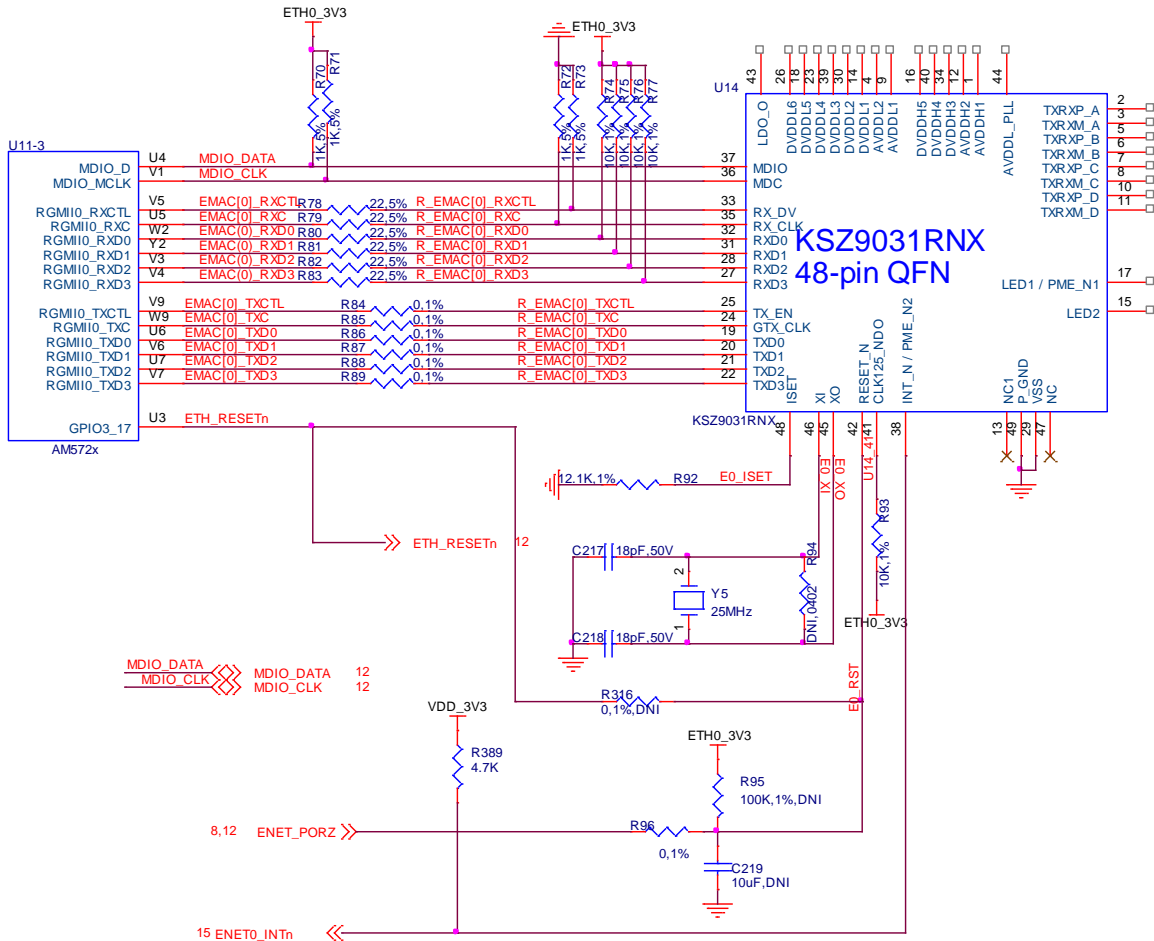 ETH0_3V3
ETH0_3V3
R70
R71
1K,5%
1K,5%
R72
R73
1K,5%
1K,5%
R74
R75
R76
R77
10K,1%
10K,1%
10K,1%
10K,1%
U14
43
26
18
23
39
30
14
4
9
16
40
34
12
1
44
LDO_O
DVDDL6
DVDDL5
DVDDL4
DVDDL3
DVDDL2
DVDDL1
AVDDL2
AVDDL1
DVDDH5
DVDDH4
DVDDH3
AVDDH2
AVDDH1
AVDDL_PLL
TXRXP_A 2
TXRXM_A 3
TXRXP_B 5
TXRXM_B 6
TXRXP_C 7
TXRXM_C 8
TXRXP_D 10
TXRXM_D 11
LED1 / PME_N1 17
LED2 15
U11-3
MDIO_D U4 MDIO_DATA 37 MDIO
MDIO_MCLK V1 MDIO_CLK 36 MDC
RGMII0_RXCTL V5 EMAC[0]_RXCTL R78 22,5% R_EMAC[0]_RXCTL 33 RX_DV
RGMII0_RXC U5 EMAC[0]_RXC R79 22,5% R_EMAC[0]_RXC 35 RX_CLK
RGMII0_RXD0 W2 EMAC(0)_RXD0 R80 22,5% R_EMAC[0]_RXD0 32 RXD0
RGMII0_RXD1 Y2 EMAC(0)_RXD1 R81 22,5% R_EMAC[0]_RXD1 31 RXD1
RGMII0_RXD2 V3 EMAC(0)_RXD2 R82 22,5% R_EMAC[0]_RXD2 28 RXD2
RGMII0_RXD3 V4 EMAC(0)_RXD3 R83 22,5% R_EMAC[0]_RXD3 27 RXD3
KSZ9031RNX
48-pin QFN
RGMII0_TXCTL V9 EMAC[0]_TXCTL R84 0,1% R_EMAC[0]_TXCTL 25 TX_EN
RGMII0_TXC W9 EMAC[0]_TXC R85 0,1% R_EMAC[0]_TXC 24 GTX_CLK
RGMII0_TXD0 U6 EMAC[0]_TXD0 R86 0,1% R_EMAC[0]_TXD0 19 TXD0
RGMII0_TXD1 V6 EMAC[0]_TXD1 R87 0,1% R_EMAC[0]_TXD1 20 TXD1
RGMII0_TXD2 U7 EMAC[0]_TXD2 R88 0,1% R_EMAC[0]_TXD2 21 TXD2
RGMII0_TXD3 V7 EMAC[0]_TXD3 R89 0,1% R_EMAC[0]_TXD3 22 TXD3
GPIO3_17 U3 ETH_RESETn
AM572x
KSZ9031RNX
ISET
XI
XO
RESET_N
CLK125_NDO
INT_N / PME_N2
NC1
P_GND
VSS
NC
48
46
45
42
41
38
13
49
29
47
E0_XI
E0_XO
U14_41
12.1K,1% R92 E0_ISET
ETH_RESETn 12
R93
10K,1%
ETH0_3V3
C217 18pF,50V
2
Y5
25MHz
1
R94
DNI,0402
C218 18pF,50V
MDIO_DATA MDIO_DATA 12
MDIO_CLK MDIO_CLK 12
E0_RST
R316
0,1%,DNI
VDD_3V3
R389
4.7K
ETH0_3V3
R95
100K,1%,DNI
8,12 ENET_PORZ R96
0,1%
C219
10uF,DNI
15 ENET0_INTn